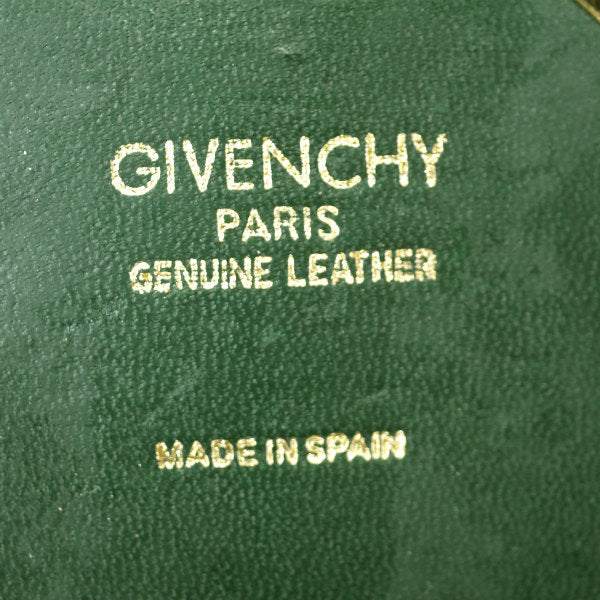 GIVENCHY
PARIS
GENUINE LEATHER
MADE IN SPAIN